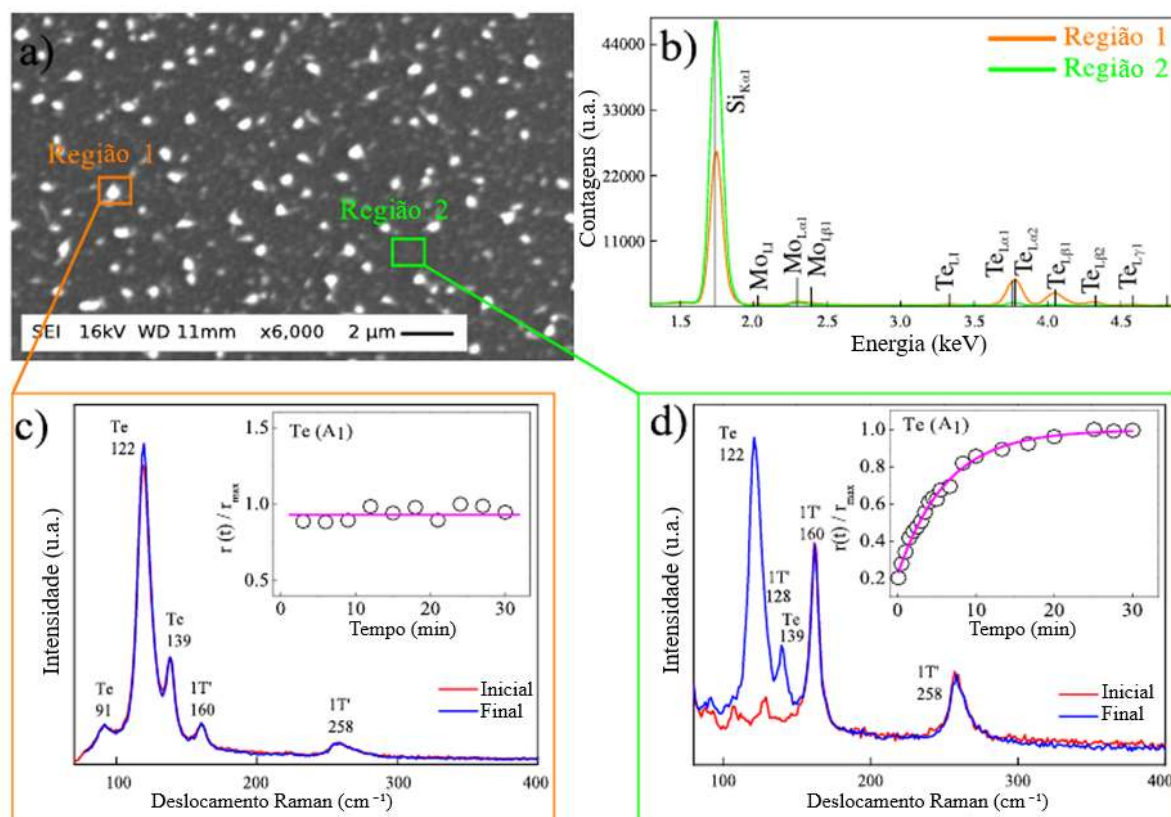 a)
Região 1
Região 2
SEI 16kV WD 11mm x6,000 2 µm
b)
Região 1
Região 2
44000
33000
22000
11000
Contagens (u.a.)
Si Kα1
Mo Ll
Mo Lα1
Mo Lβ1
Te Ll
Te Lα1
Te Lα2
Te Lβ1
Te Lβ2
Te Lγ1
1.5 2.0 2.5 3.0 3.5 4.0 4.5
Energia (keV)
c)
Te
122
Te
139
Te
91
1T'
160
1T'
258
Te (A1)
1.5
1.0
0.5
r (t) / rmax
0 10 20 30
Tempo (min)
Inicial
Final
Intensidade (u.a.)
100 200 300 400
Deslocamento Raman (cm⁻¹)
d)
Te
122
1T'
128
Te
139
1T'
160
1T'
258
Te (A1)
1.0
0.8
0.6
0.4
0.2
r(t) / rmax
0 10 20 30
Tempo (min)
Inicial
Final
Intensidade (u.a.)
100 200 300 400
Deslocamento Raman (cm⁻¹)